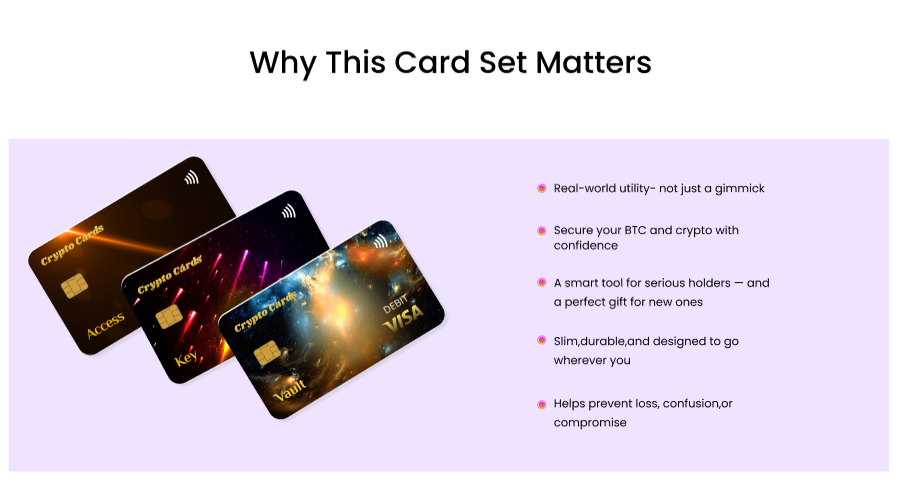 Why This Card Set Matters
Crypto Cards
Access
Crypto Cards
Key
Crypto Cards
DEBIT
VISA
Vault
Real-world utility- not just a gimmick
Secure your BTC and crypto with
confidence
A smart tool for serious holders — and
a perfect gift for new ones
Slim,durable,and designed to go
wherever you
Helps prevent loss, confusion,or
compromise